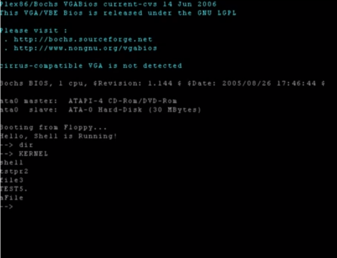 Plex86/Bochs VGABios current-cvs 14 Jun 2006
This VGA/VBE Bios is released under the GNU LGPL
Please visit :
. http://bochs.sourceforge.net
. http://www.nongnu.org/vgabios
cirrus-compatible VGA is not detected
Bochs BIOS, 1 cpu, $Revision: 1.144 $ $Date: 2005/08/26 17:46:44 $
ata0 master: ATAPI-4 CD-Rom/DVD-Rom
ata0 slave: ATA-0 Hard-Disk (30 MBytes)
Booting from Floppy...
Hello, Shell is Running!
--> dir
--> KERNEL
shell
tstpr2
file3
TEST5.
aFile
-->